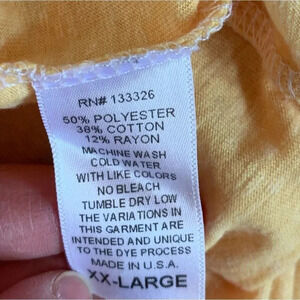 RN# 133326
50% POLYESTER
38% COTTON
12% RAYON
MACHINE WASH
COLD WATER
WITH LIKE COLORS
NO BLEACH
TUMBLE DRY LOW
THE VARIATIONS IN
THIS GARMENT ARE
INTENDED AND UNIQUE
TO THE DYE PROCESS
MADE IN U.S.A.
XX-LARGE